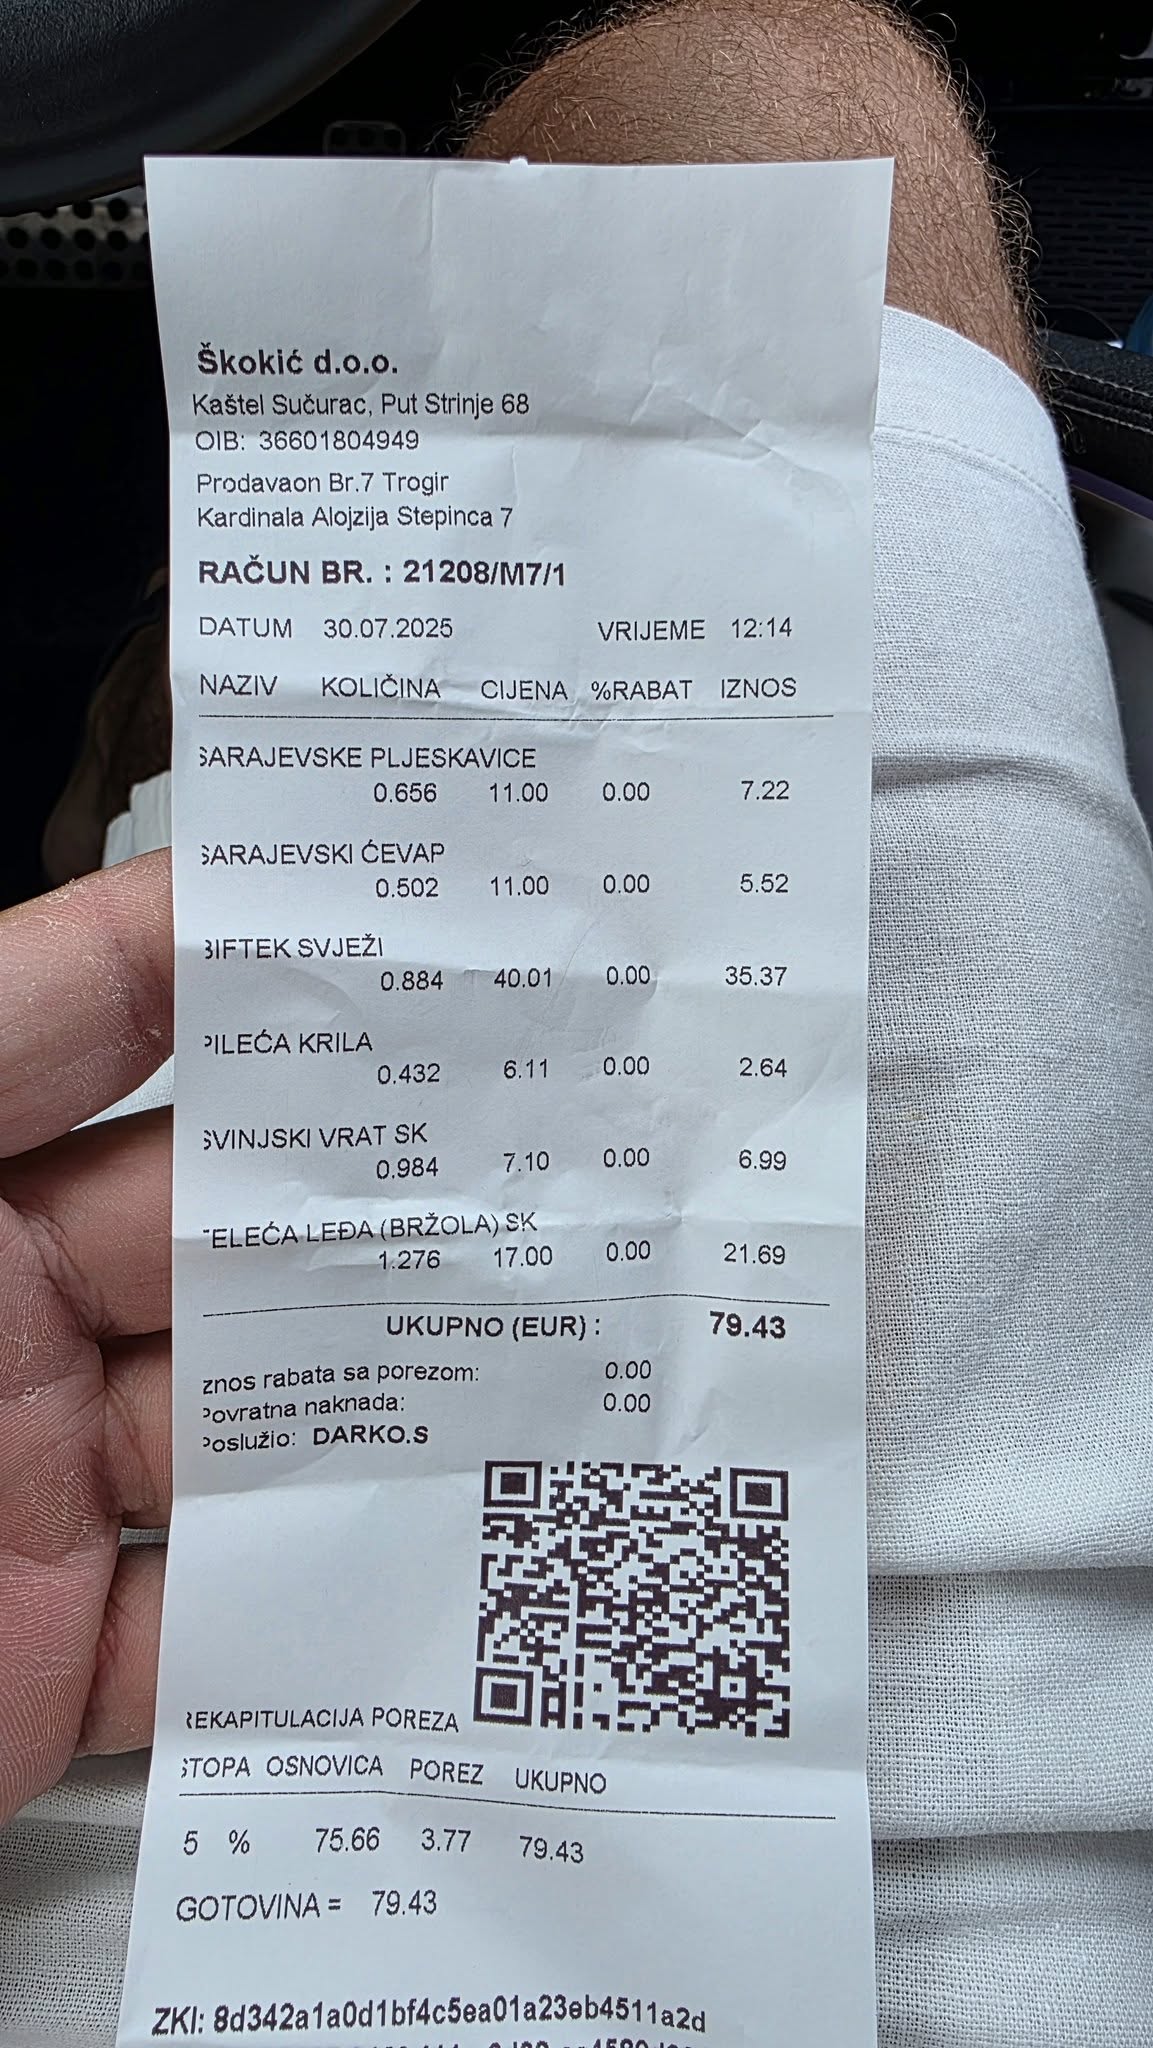 Škokić d.o.o.
Kaštel Sučurac, Put Strinje 68
OIB: 36601804949
Prodavaon Br.7 Trogir
Kardinala Alojzija Stepinca 7
RAČUN BR. : 21208/M7/1
DATUM 30.07.2025 VRIJEME 12:14
NAZIV KOLIČINA CIJENA %RABAT IZNOS
SARAJEVSKE PLJESKAVICE
0.656 11.00 0.00 7.22
SARAJEVSKI ĆEVAP
0.502 11.00 0.00 5.52
BIFTEK SVJEŽI
0.884 40.01 0.00 35.37
PILEĆA KRILA
0.432 6.11 0.00 2.64
SVINJSKI VRAT SK
0.984 7.10 0.00 6.99
TELEĆA LEĐA (BRŽOLA) SK
1.276 17.00 0.00 21.69
UKUPNO (EUR) : 79.43
znos rabata sa porezom: 0.00
Povratna naknada: 0.00
Poslužio: DARKO.S
REKAPITULACIJA POREZA
STOPA OSNOVICA POREZ UKUPNO
5 % 75.66 3.77 79.43
GOTOVINA = 79.43
ZKI: 8d342a1a0d1bf4c5ea01a23eb4511a2d